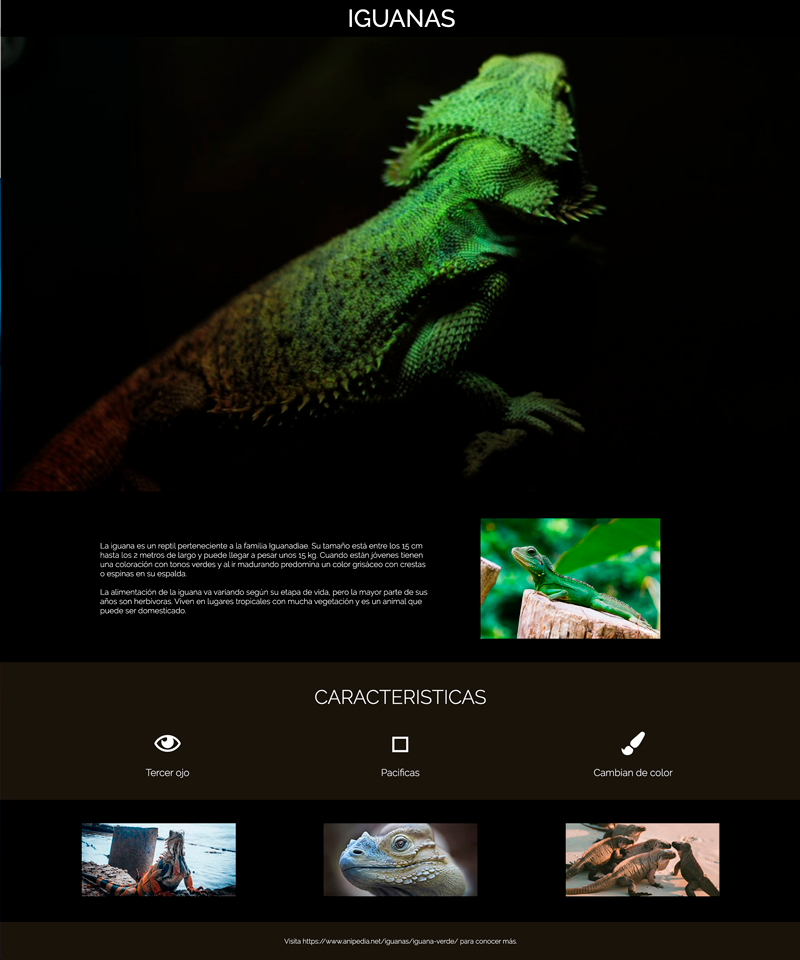 IGUANAS
La iguana es un reptil perteneciente a la familia Iguanadiae. Su tamaño está entre los 15 cm
hasta los 2 metros de largo y puede llegar a pesar unos 15 kg. Cuando están jóvenes tienen
una coloración con tonos verdes y al ir madurando predomina un color grisáceo con crestas
o espinas en su espalda.
La alimentación de la iguana va variando según su etapa de vida, pero la mayor parte de sus
años son herbívoras. Viven en lugares tropicales con mucha vegetación y es un animal que
puede ser domesticado.
CARACTERISTICAS
Tercer ojo
Pacificas
Cambian de color
Visita https://www.anipedia.net/iguanas/iguana-verde/ para conocer más.